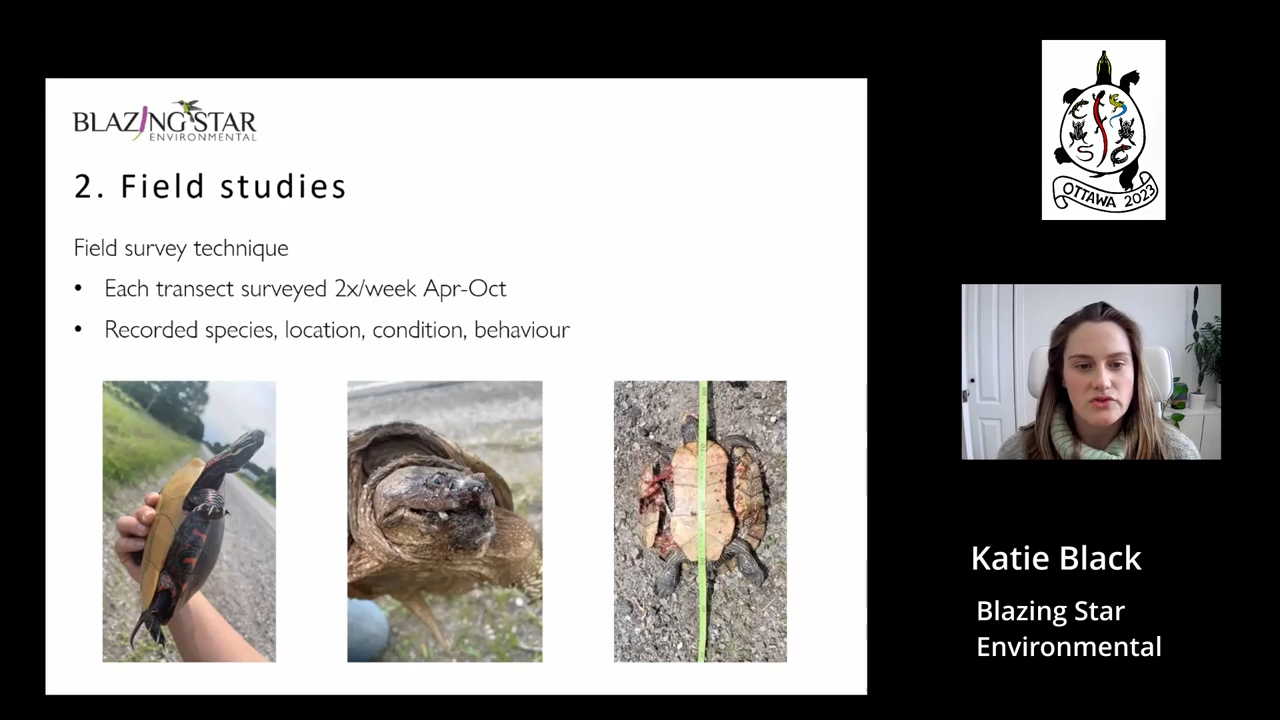 BLAZING STAR
ENVIRONMENTAL
2. Field studies
Field survey technique
• Each transect surveyed 2x/week Apr-Oct
• Recorded species, location, condition, behaviour
C S C
OTTAWA 2023
Katie Black
Blazing Star
Environmental